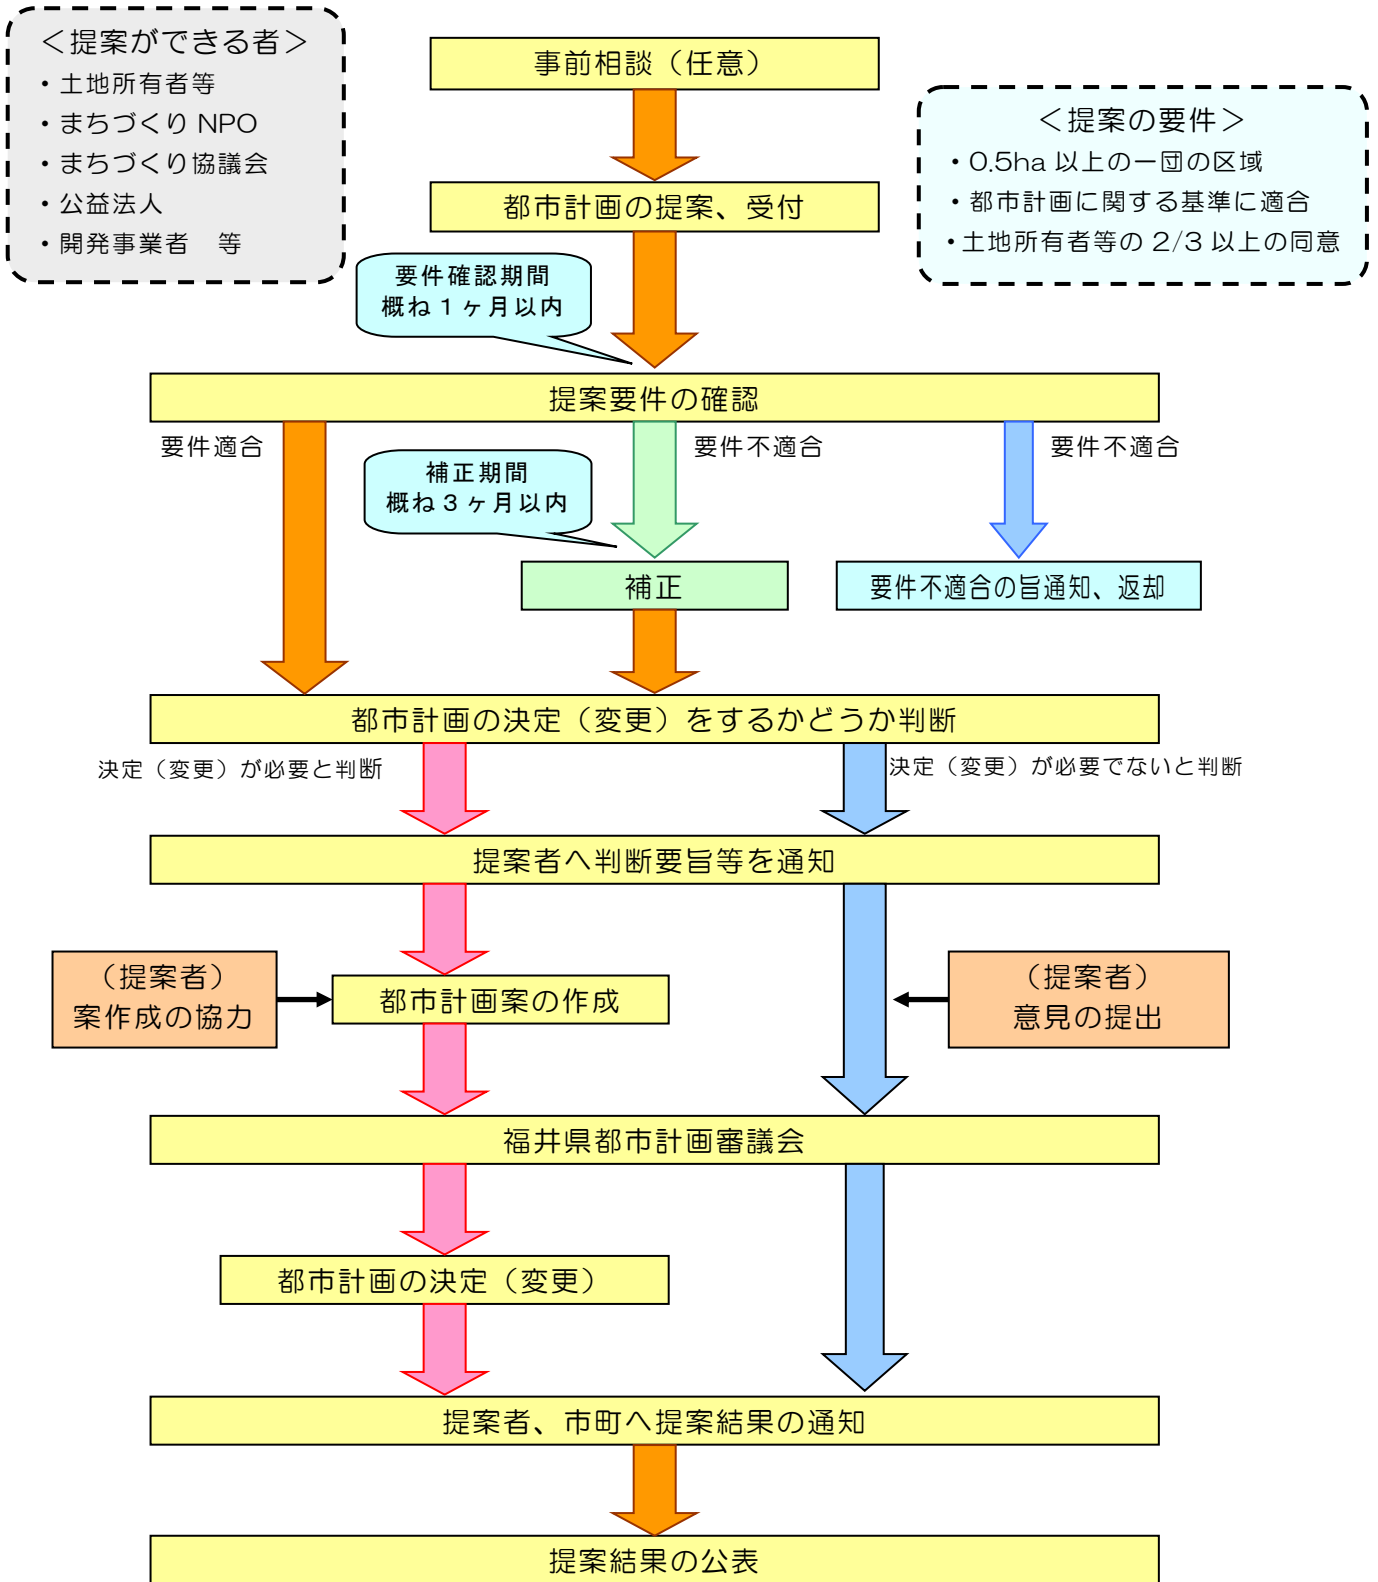 ＜提案ができる者＞
・土地所有者等
・まちづくり NPO
・まちづくり協議会
・公益法人
・開発事業者　等
事前相談（任意）
＜提案の要件＞
・0.5ha 以上の一団の区域
・都市計画に関する基準に適合
・土地所有者等の 2/3 以上の同意
都市計画の提案、受付
要件確認期間
概ね１ヶ月以内
提案要件の確認
要件適合
要件不適合
要件不適合
補正期間
概ね３ヶ月以内
補正
要件不適合の旨通知、返却
都市計画の決定（変更）をするかどうか判断
決定（変更）が必要と判断
決定（変更）が必要でないと判断
提案者へ判断要旨等を通知
（提案者）
案作成の協力
都市計画案の作成
（提案者）
意見の提出
福井県都市計画審議会
都市計画の決定（変更）
提案者、市町へ提案結果の通知
提案結果の公表